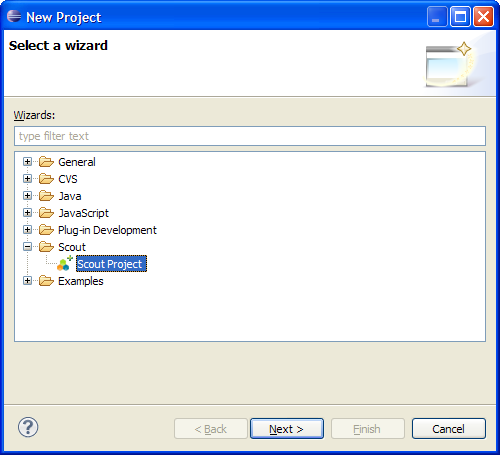 New Project
Select a wizard
Wizards:
type filter text
General
CVS
Java
JavaScript
Plug-in Development
Scout
Scout Project
Examples
?
< Back
Next >
Finish
Cancel